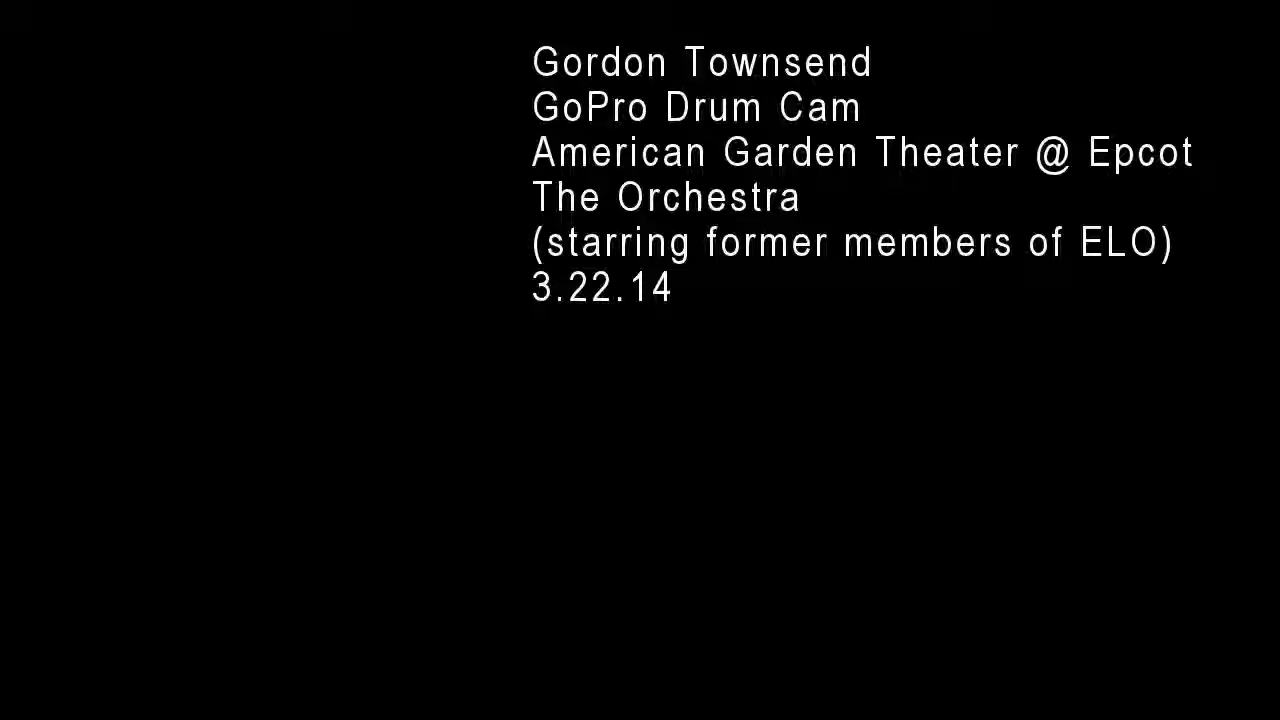 Gordon Townsend
GoPro Drum Cam
American Garden Theater @ Epcot
The Orchestra
(starring former members of ELO)
3.22.14